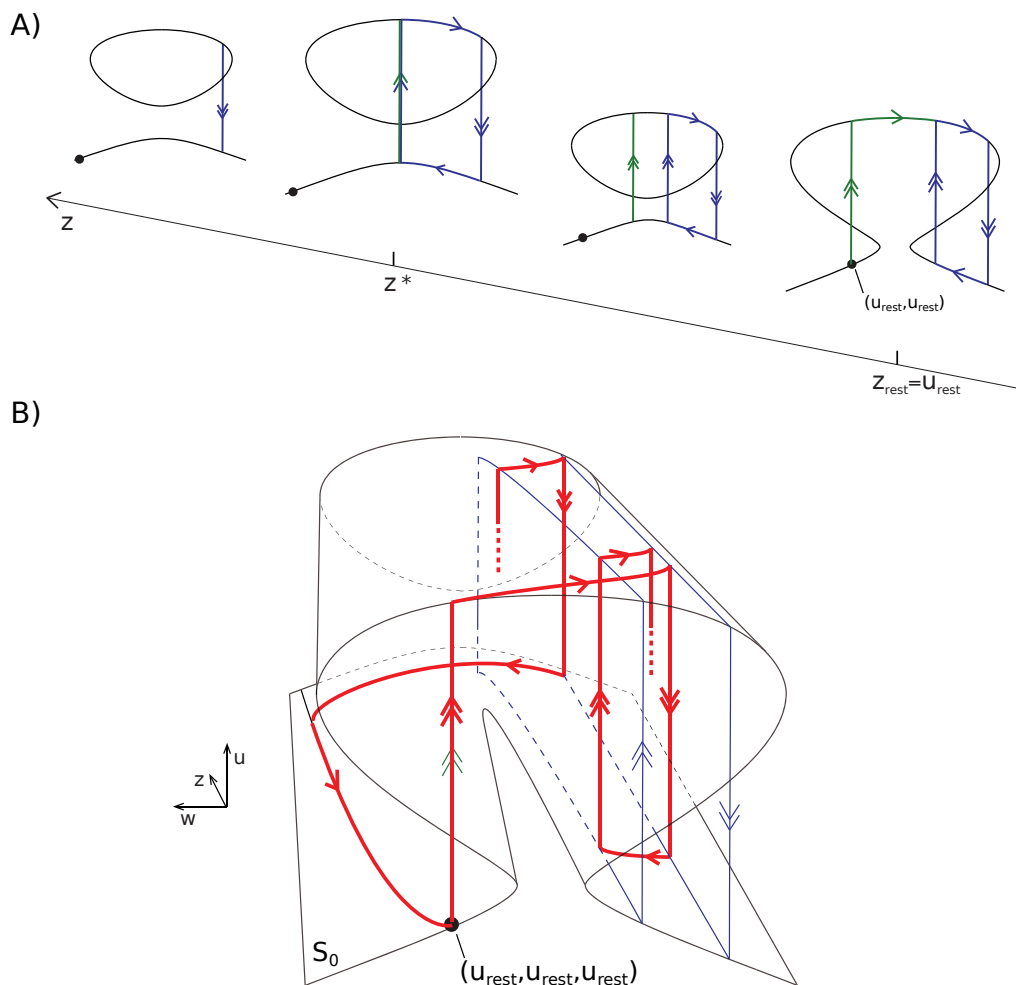 A)
z
z*
(u_rest,u_rest)
z_rest=u_rest
B)
u
z
w
S_0
(u_rest,u_rest,u_rest)